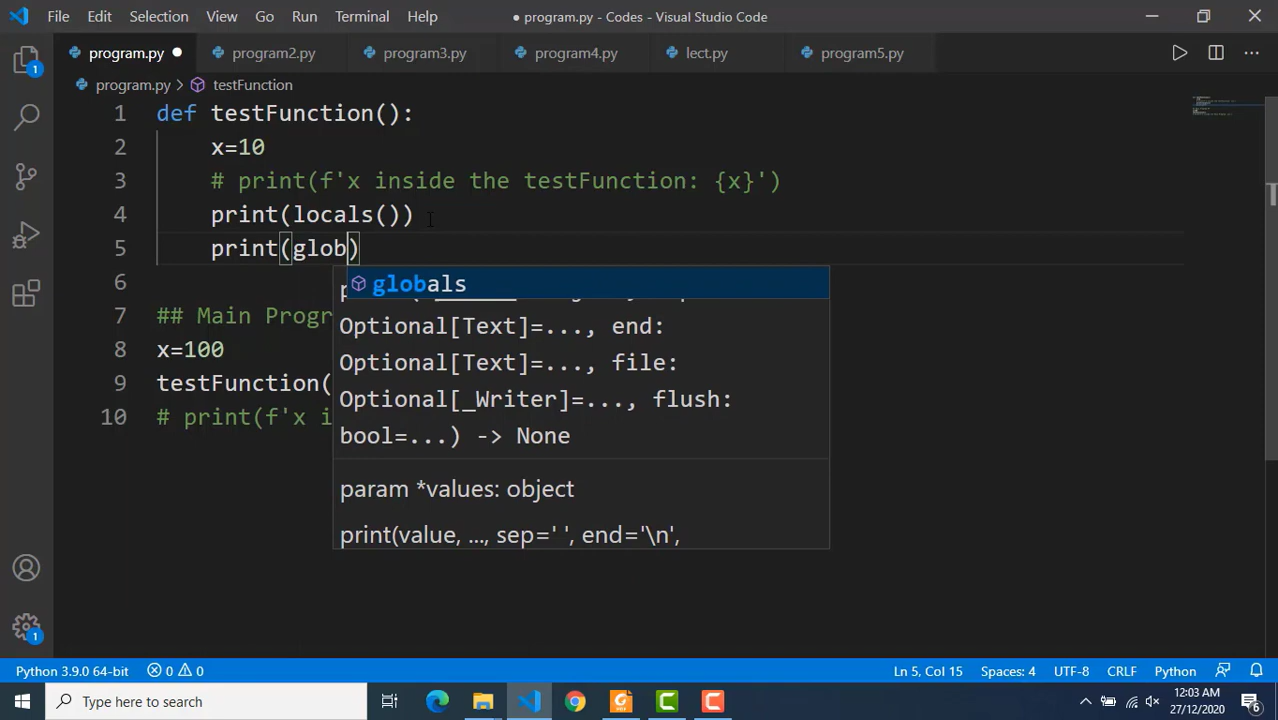 File Edit Selection View Go Run Terminal Help ● program.py - Codes - Visual Studio Code
program.py ● program2.py program3.py program4.py lect.py program5.py
program.py > testFunction
1 def testFunction():
2 x=10
3 # print(f'x inside the testFunction: {x}')
4 print(locals())
5 print(glob)
globals
6
7 ## Main Progr
Optional[Text]=..., end:
8 x=100
Optional[Text]=..., file:
9 testFunction(
Optional[_Writer]=..., flush:
10 # print(f'x i
bool=...) -> None
param *values: object
print(value, ..., sep=' ', end='\n',
1
1
Python 3.9.0 64-bit 0 0 Ln 5, Col 15 Spaces: 4 UTF-8 CRLF Python
Type here to search
12:03 AM
27/12/2020
6